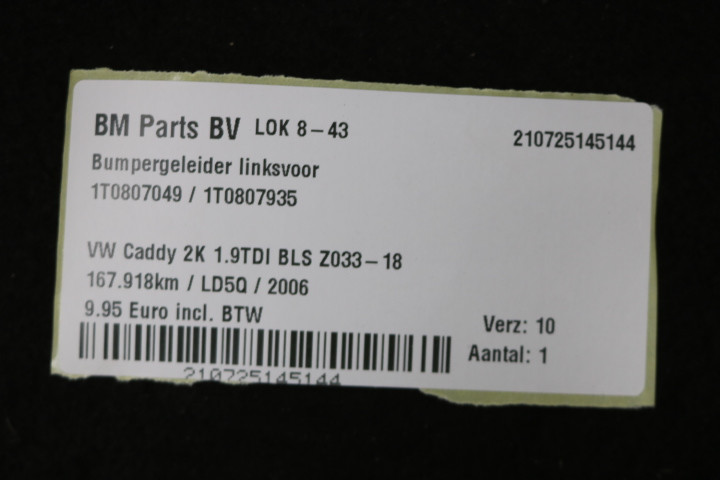 BM Parts BV LOK 8-43
210725145144
Bumpergeleider linksvoor
1T0807049 / 1T0807935
VW Caddy 2K 1.9TDI BLS Z033-18
167.918km / LD5Q / 2006
9.95 Euro incl. BTW
Verz: 10
Aantal: 1
210725145144